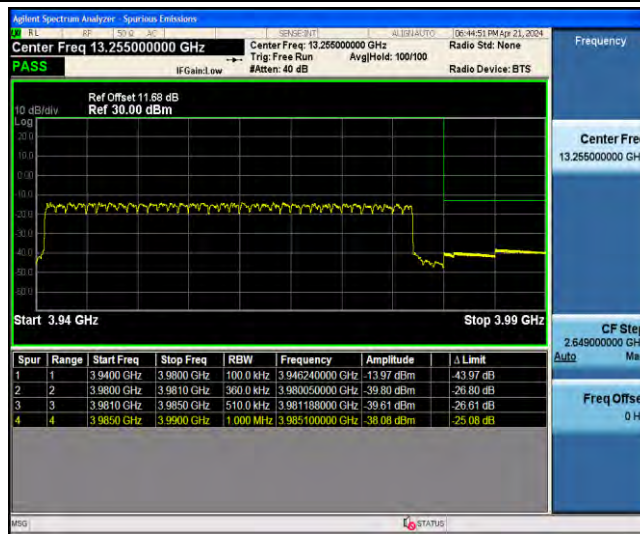 Agilent Spectrum Analyzer - Spurious Emissions
RL RF 50 Ω AC SENSE:INT ALIGNAUTO 06:44:51 PM Apr 21, 2024
Center Freq 13.255000000 GHz
Center Freq: 13.255000000 GHz
Radio Std: None
Trig: Free Run Avg|Hold: 100/100
PASS
IFGain:Low
#Atten: 40 dB
Radio Device: BTS
Ref Offset 11.68 dB
10 dB/div Ref 30.00 dBm
Log
20.0
10.0
0.00
-10.0
-20.0
-30.0
-40.0
-50.0
-60.0
Start 3.94 GHz Stop 3.99 GHz
Spur Range Start Freq Stop Freq RBW Frequency Amplitude Δ Limit
1 1 3.9400 GHz 3.9800 GHz 100.0 kHz 3.946240000 GHz -13.97 dBm -43.97 dB
2 2 3.9800 GHz 3.9810 GHz 360.0 kHz 3.980050000 GHz -39.80 dBm -26.80 dB
3 3 3.9810 GHz 3.9850 GHz 510.0 kHz 3.981188000 GHz -39.61 dBm -26.61 dB
4 4 3.9850 GHz 3.9900 GHz 1.000 MHz 3.985100000 GHz -38.08 dBm -25.08 dB
MSG STATUS
Frequency
Center Fre
13.255000000 GH
CF Ste
2.649000000 GH
Auto Ma
Freq Offse
0 H